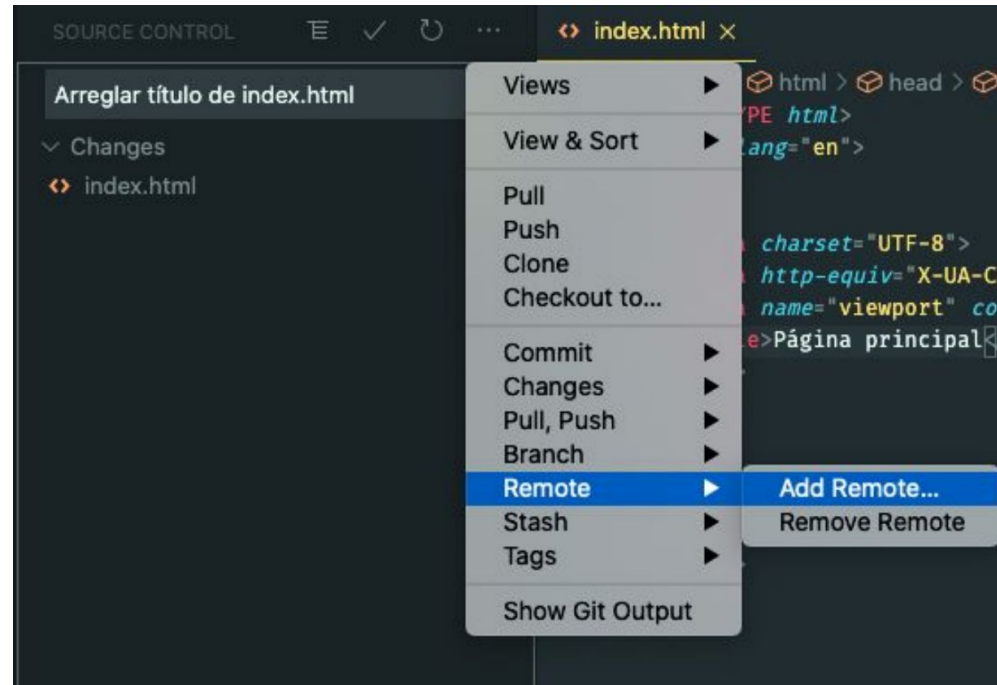 SOURCE CONTROL
index.html
Arreglar título de index.html
Changes
index.html
Views
View & Sort
Pull
Push
Clone
Checkout to...
Commit
Changes
Pull, Push
Branch
Remote
Stash
Tags
Show Git Output
Add Remote...
Remove Remote
html > head >
PE html>
ang="en">
charset="UTF-8">
http-equiv="X-UA-C
name="viewport" co
e>Página principal<